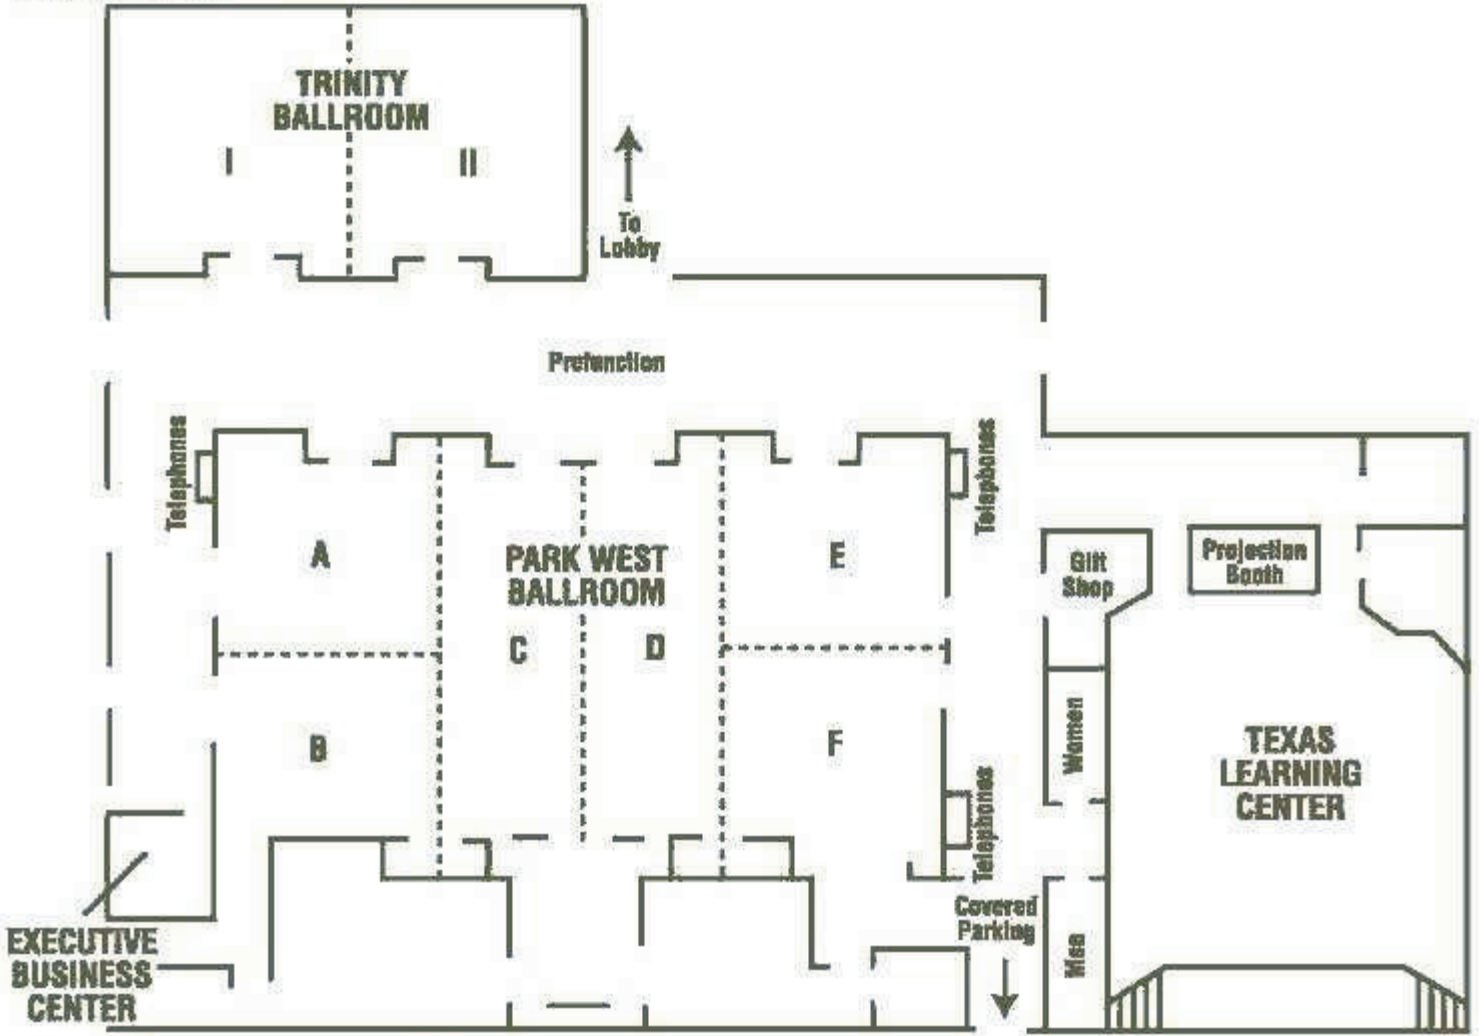 TRINITY
BALLROOM
I
II
To
Lobby
Prefunction
Telephones
Telephones
A
PARK WEST
BALLROOM
E
Gift
Shop
Projection
Booth
C
D
B
F
Women
TEXAS
LEARNING
CENTER
Telephones
Covered
Parking
Men
EXECUTIVE
BUSINESS
CENTER